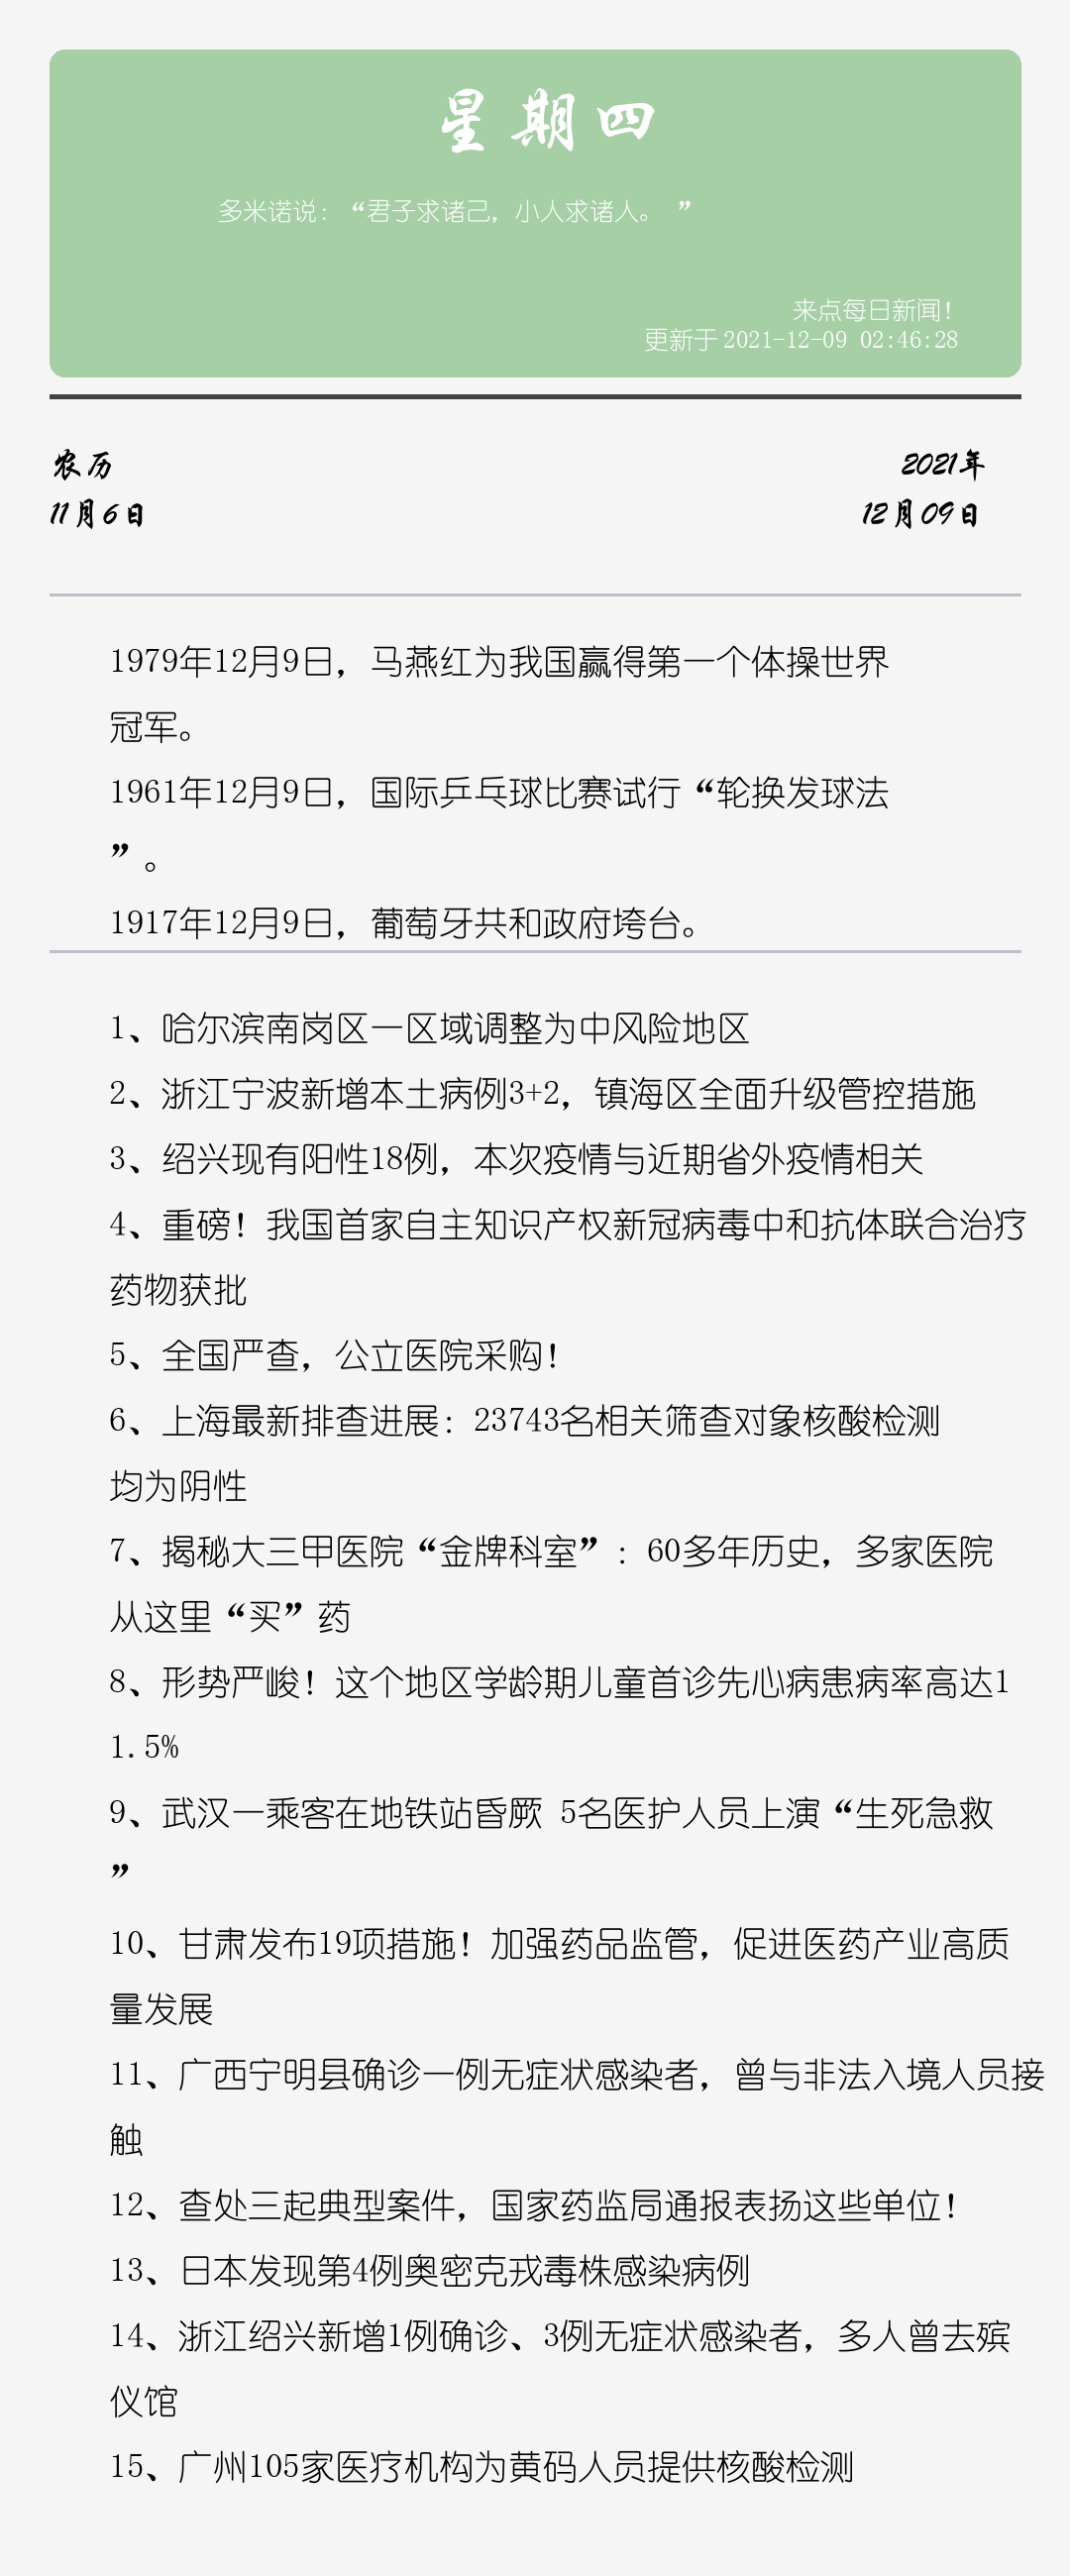 星期四
多米诺说：“君子求诸己，小人求诸人。 ”
来点每日新闻！
更新于 2021-12-09 02:46:28
农历
11月6日
2021年
12月09日
1979年12月9日，马燕红为我国赢得第一个体操世界
冠军。
1961年12月9日，国际乒乓球比赛试行“轮换发球法
”。
1917年12月9日，葡萄牙共和政府垮台。
1、哈尔滨南岗区一区域调整为中风险地区
2、浙江宁波新增本土病例3+2，镇海区全面升级管控措施
3、绍兴现有阳性18例，本次疫情与近期省外疫情相关
4、重磅！我国首家自主知识产权新冠病毒中和抗体联合治疗
药物获批
5、全国严查，公立医院采购！
6、上海最新排查进展：23743名相关筛查对象核酸检测
均为阴性
7、揭秘大三甲医院“金牌科室”：60多年历史，多家医院
从这里“买”药
8、形势严峻！这个地区学龄期儿童首诊先心病患病率高达1
1.5%
9、武汉一乘客在地铁站昏厥 5名医护人员上演“生死急救
”
10、甘肃发布19项措施！加强药品监管，促进医药产业高质
量发展
11、广西宁明县确诊一例无症状感染者，曾与非法入境人员接
触
12、查处三起典型案件，国家药监局通报表扬这些单位！
13、日本发现第4例奥密克戎毒株感染病例
14、浙江绍兴新增1例确诊、3例无症状感染者，多人曾去殡
仪馆
15、广州105家医疗机构为黄码人员提供核酸检测